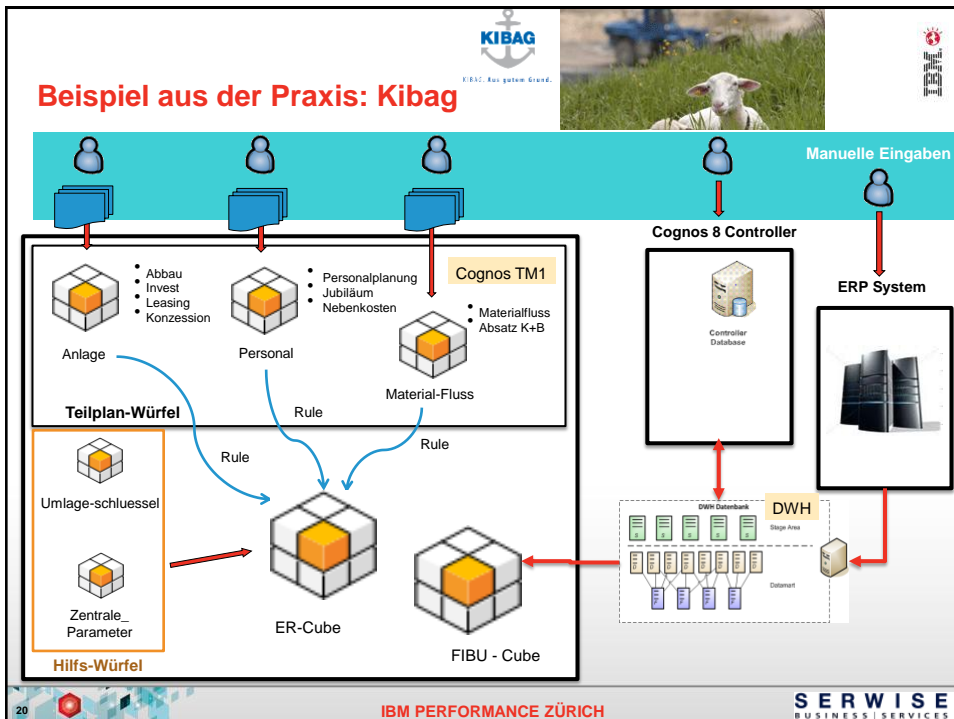 KIBAG
KIBAG. Aus gutem Grund.
IBM
Beispiel aus der Praxis: Kibag
Manuelle Eingaben
Cognos 8 Controller
ERP System
Cognos TM1
• Abbau
• Invest
• Leasing
• Konzession
• Personalplanung
• Jubiläum
• Nebenkosten
• Materialfluss
• Absatz K+B
Anlage
Personal
Material-Fluss
Controller
Database
Teilplan-Würfel
Rule
Rule
Rule
Umlage-schluessel
Zentrale_
Parameter
Hilfs-Würfel
ER-Cube
FIBU - Cube
DWH Datenbank
DWH
Stage Area
Datamart
20
IBM PERFORMANCE ZÜRICH
SERWISE
BUSINESS | SERVICES